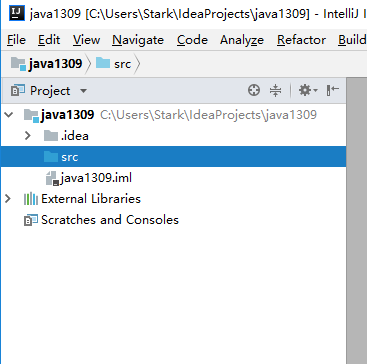 IJ java1309 [C:\Users\Stark\IdeaProjects\java1309] - IntelliJ I
File Edit View Navigate Code Analyze Refactor Build
java1309 src
Project
java1309 C:\Users\Stark\IdeaProjects\java1309
.idea
src
java1309.iml
External Libraries
Scratches and Consoles